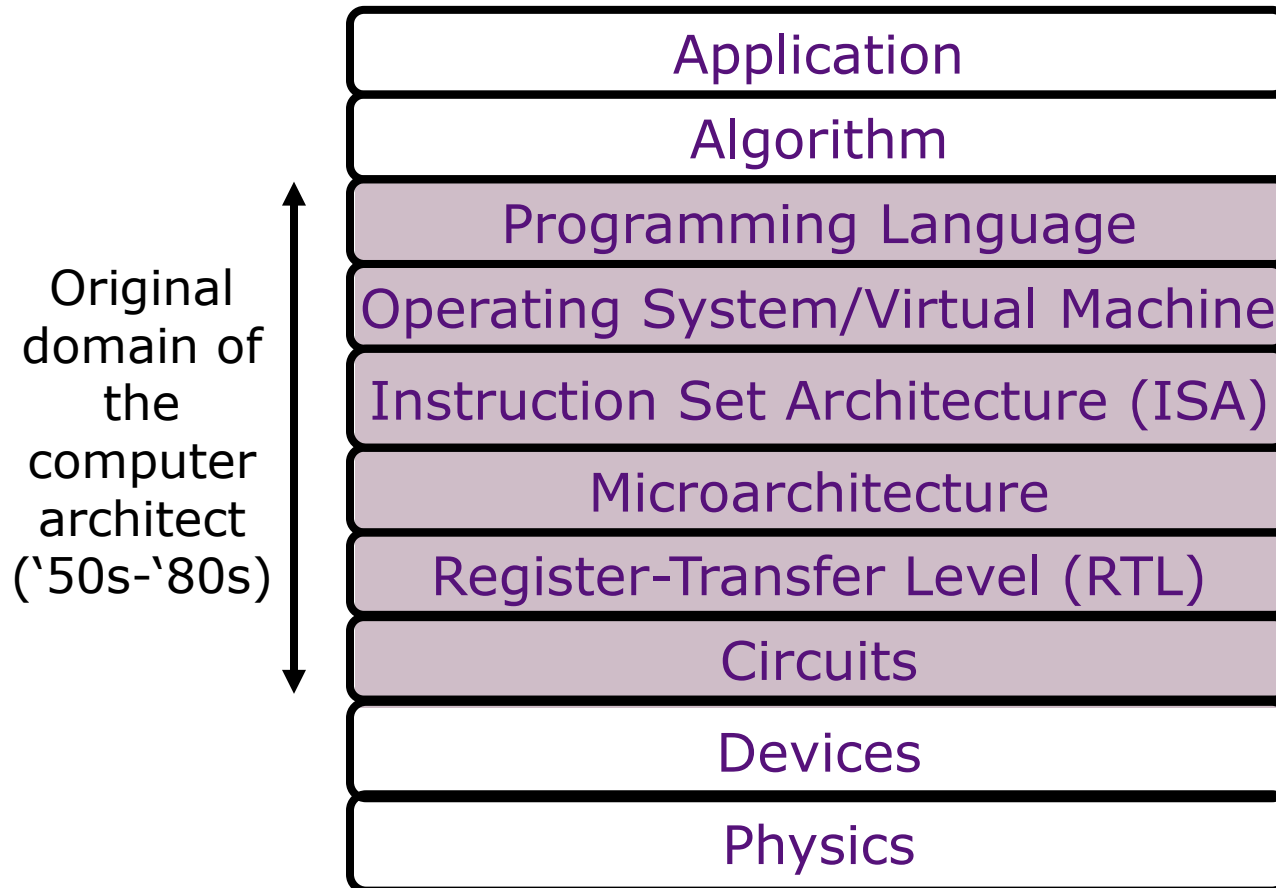 Application
Algorithm
Programming Language
Operating System/Virtual Machine
Instruction Set Architecture (ISA)
Microarchitecture
Register-Transfer Level (RTL)
Circuits
Devices
Physics
Original
domain of
the
computer
architect
(‘50s-‘80s)